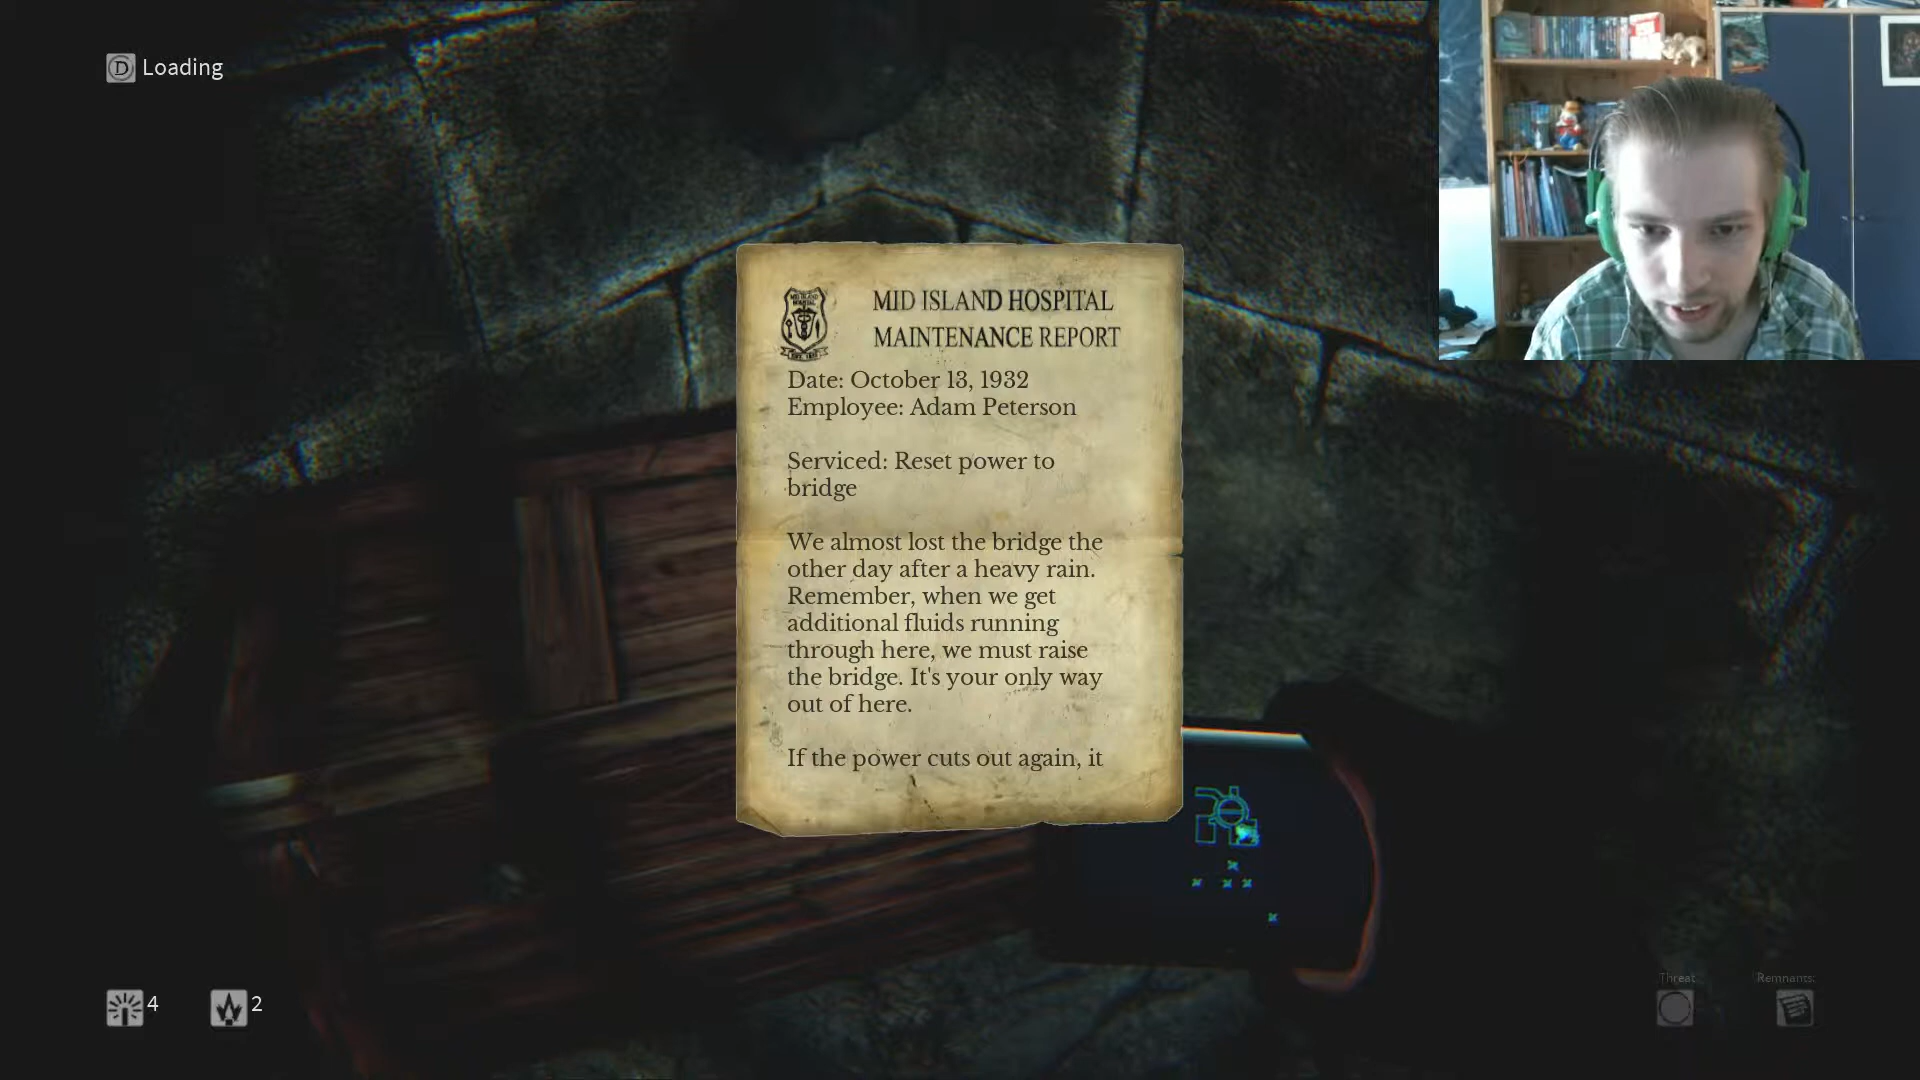 D Loading
MID ISLAND HOSPITAL
MAINTENANCE REPORT
Date: October 13, 1932
Employee: Adam Peterson
Serviced: Reset power to
bridge
We almost lost the bridge the
other day after a heavy rain.
Remember, when we get
additional fluids running
through here, we must raise
the bridge. It's your only way
out of here.
If the power cuts out again, it
4
2
Threat
Remnants: